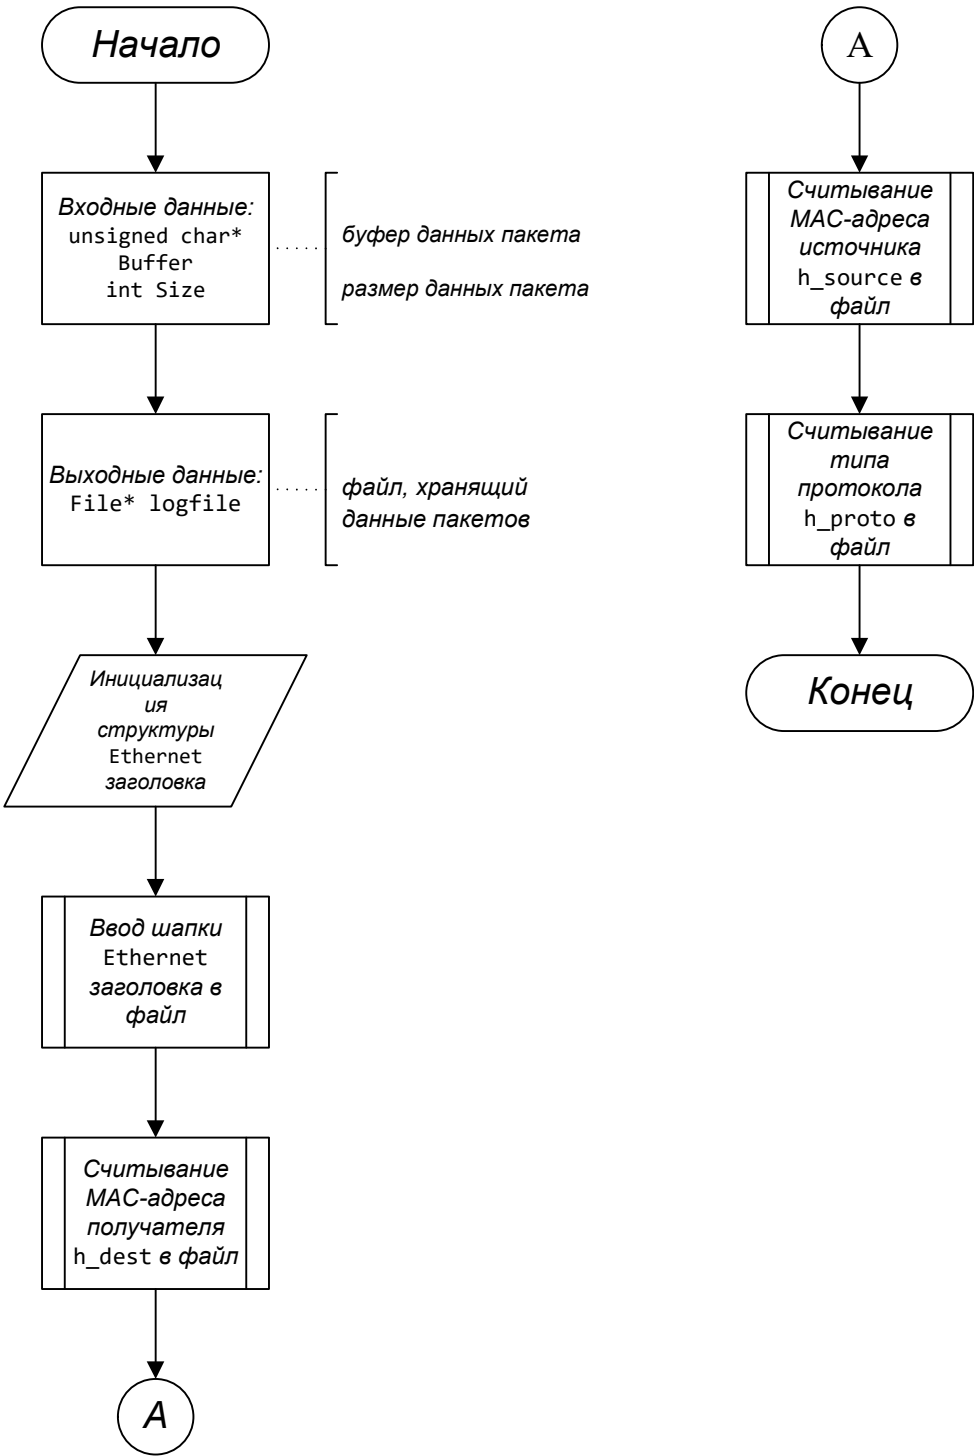 Начало
Входные данные:
unsigned char*
Buffer
int Size
буфер данных пакета
размер данных пакета
Выходные данные:
File* logfile
файл, хранящий
данные пакетов
Инициализац
ия
структуры
Ethernet
заголовка
Ввод шапки
Ethernet
заголовка в
файл
Считывание
MAC-адреса
получателя
h_dest в файл
А
А
Считывание
MAC-адреса
источника
h_source в
файл
Считывание
типа
протокола
h_proto в
файл
Конец